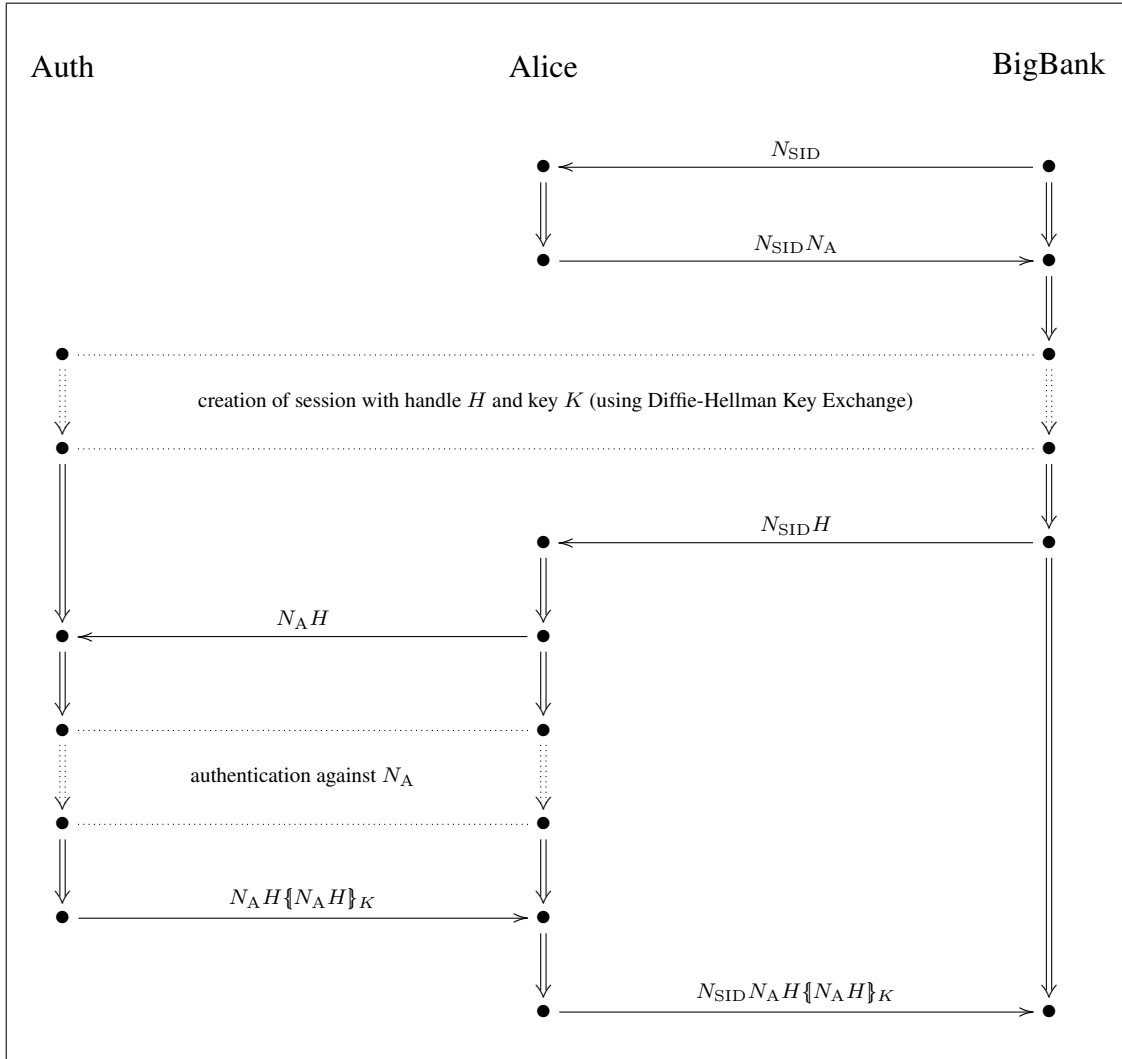 Auth Alice BigBank
N_SID
N_SID N_A
creation of session with handle H and key K (using Diffie-Hellman Key Exchange)
N_SID H
N_A H
authentication against N_A
N_A H{|N_A H|}_K
N_SID N_A H{|N_A H|}_K